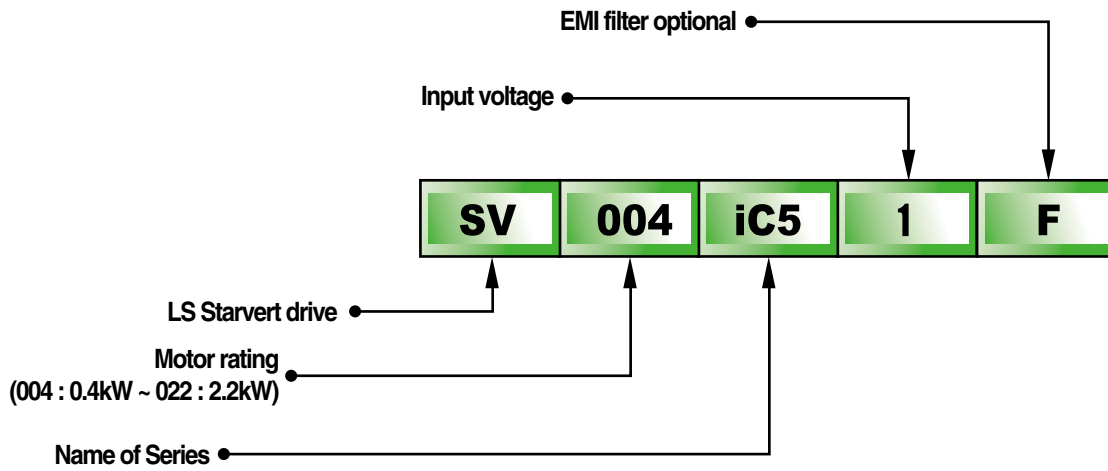 EMI filter optional
Input voltage
SV 004 iC5 1 F
LS Starvert drive
Motor rating
(004 : 0.4kW ~ 022 : 2.2kW)
Name of Series